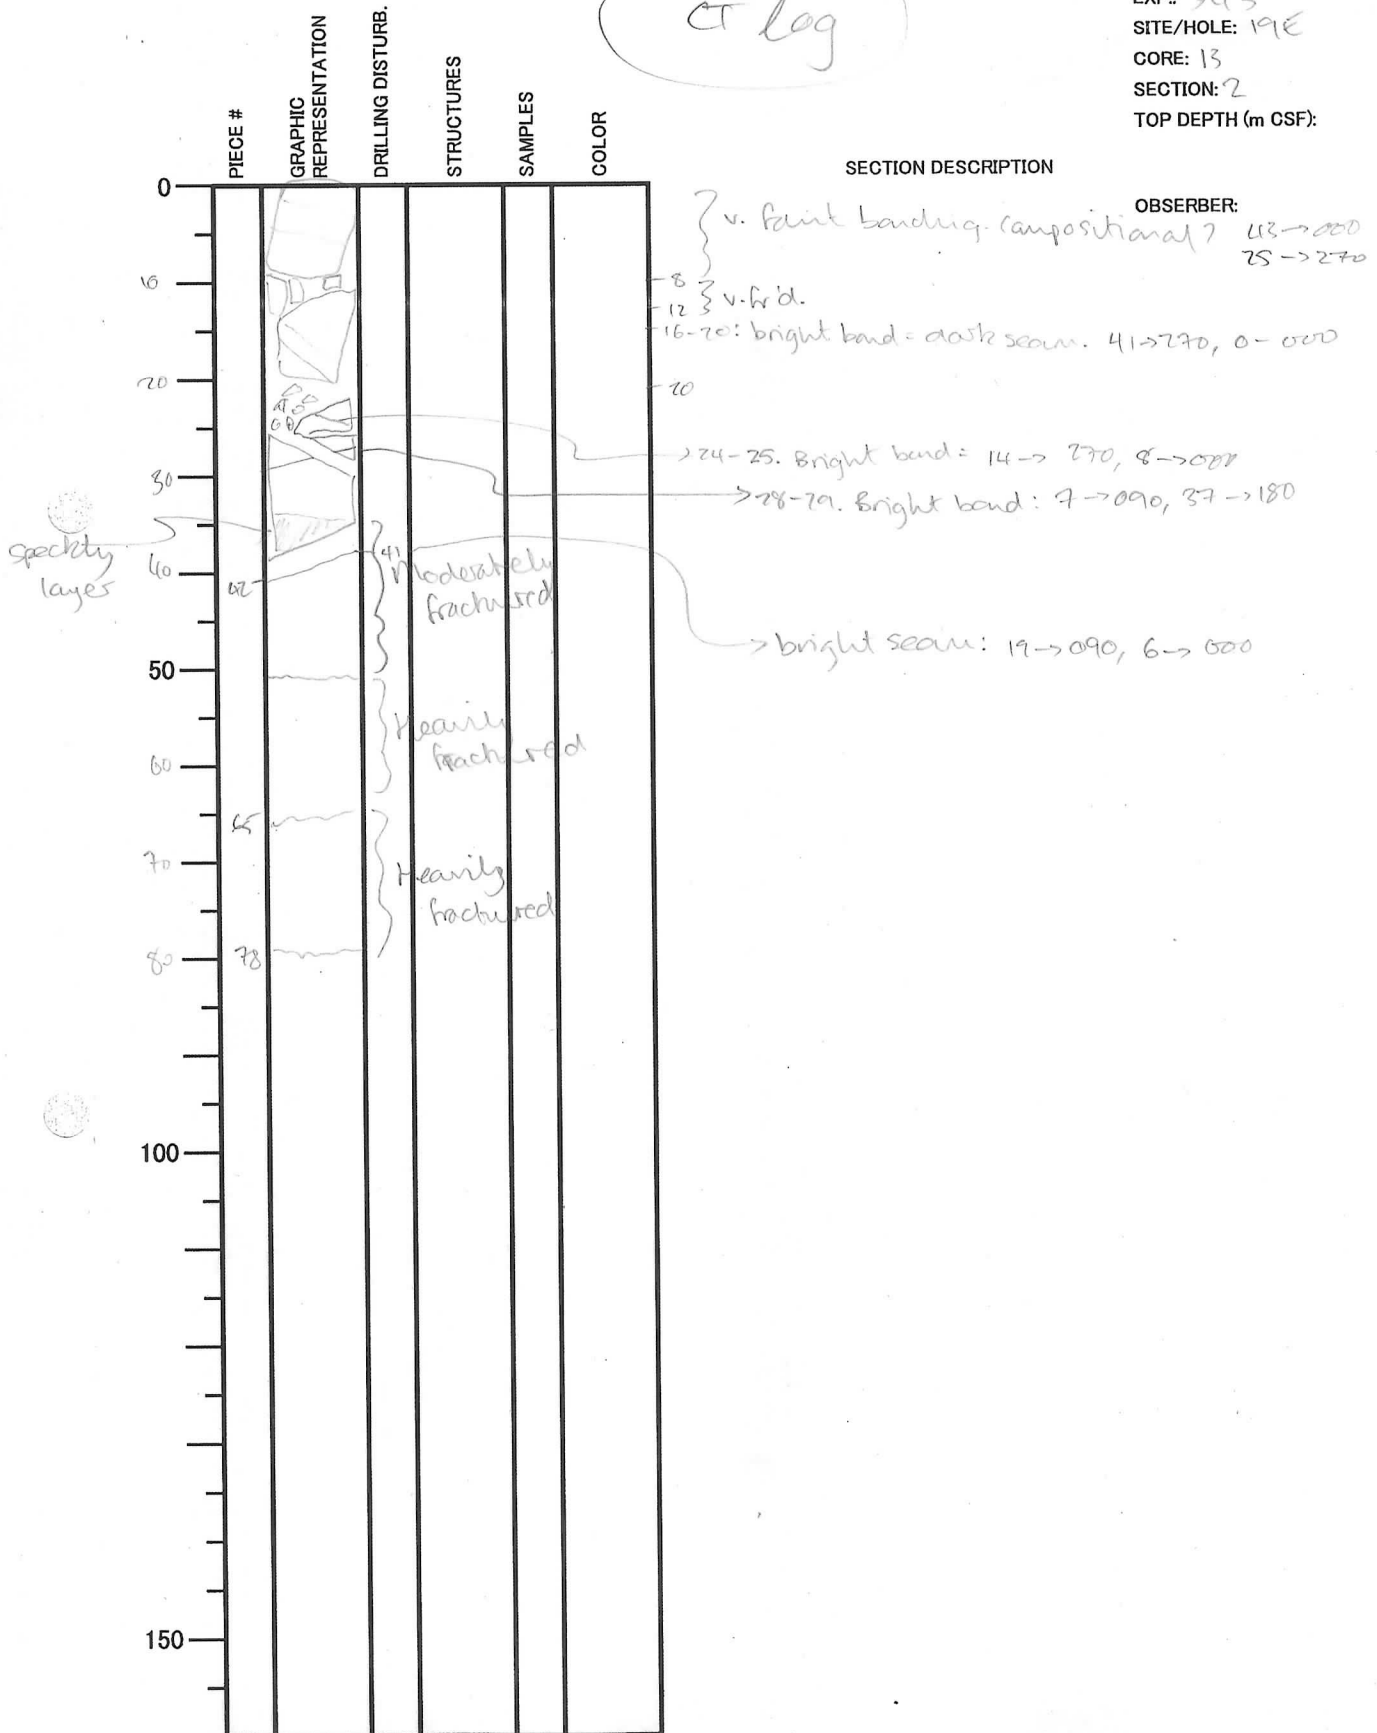 CT log
EXP.: 343
SITE/HOLE: 19E
CORE: 13
SECTION: 2
TOP DEPTH (m CSF):
PIECE #
GRAPHIC REPRESENTATION
DRILLING DISTURB.
STRUCTURES
SAMPLES
COLOR
SECTION DESCRIPTION
OBSERBER:
0
v. faint banding. Compositional? 43->000
25->270
10
8
12 v.fr'd.
16-20: bright band = dark seam. 41->270, 0-000
20
20
24-25. Bright band: 14-> 270, 8->000
30
28-29. Bright band: 7->090, 37->180
speckly
layer
40
42
41
Moderately
fractured
bright seam: 19->090, 6-> 000
50
Heavily
fractured
60
65
70
Heavily
fractured
80
78
100
150